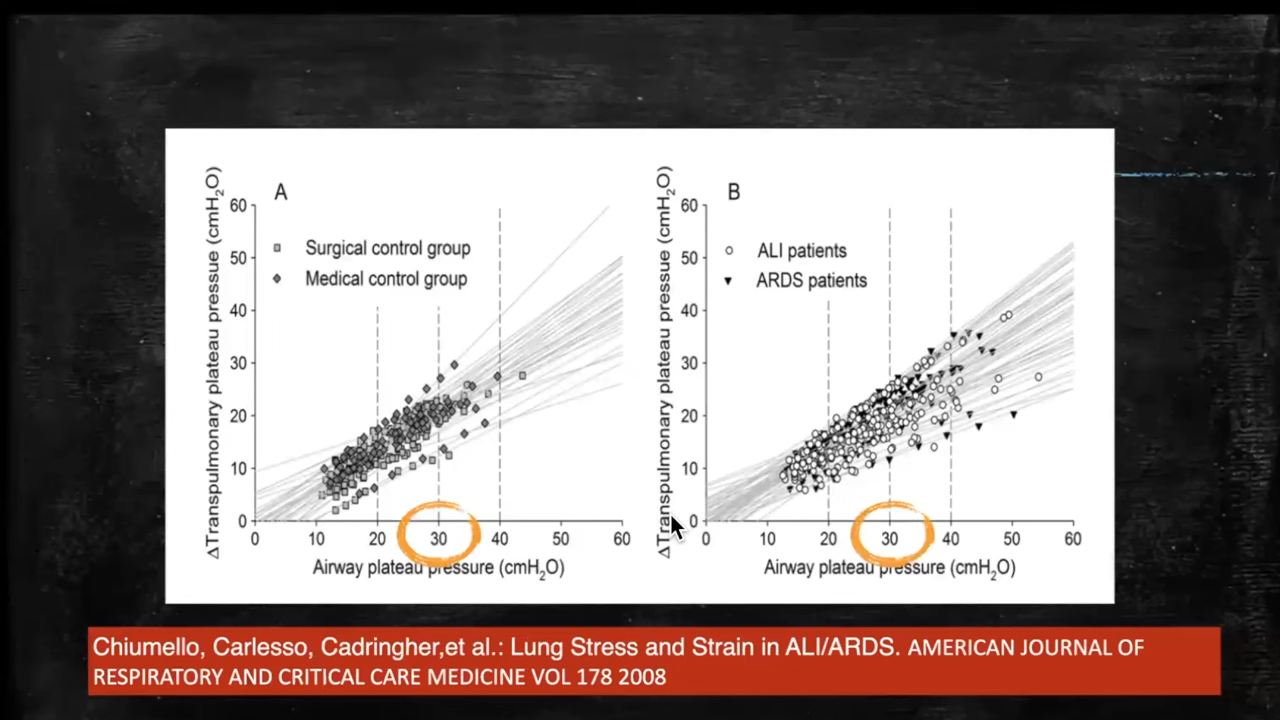 A
ΔTranspulmonary plateau pressue (cmH2O)
60
50
40
30
20
10
0
Surgical control group
Medical control group
0 10 20 30 40 50 60
Airway plateau pressure (cmH2O)
B
ΔTranspulmonary plateau pressure (cmH2O)
60
50
40
30
20
10
0
ALI patients
ARDS patients
0 10 20 30 40 50 60
Airway plateau pressure (cmH2O)
Chiumello, Carlesso, Cadringher,et al.: Lung Stress and Strain in ALI/ARDS. AMERICAN JOURNAL OF
RESPIRATORY AND CRITICAL CARE MEDICINE VOL 178 2008